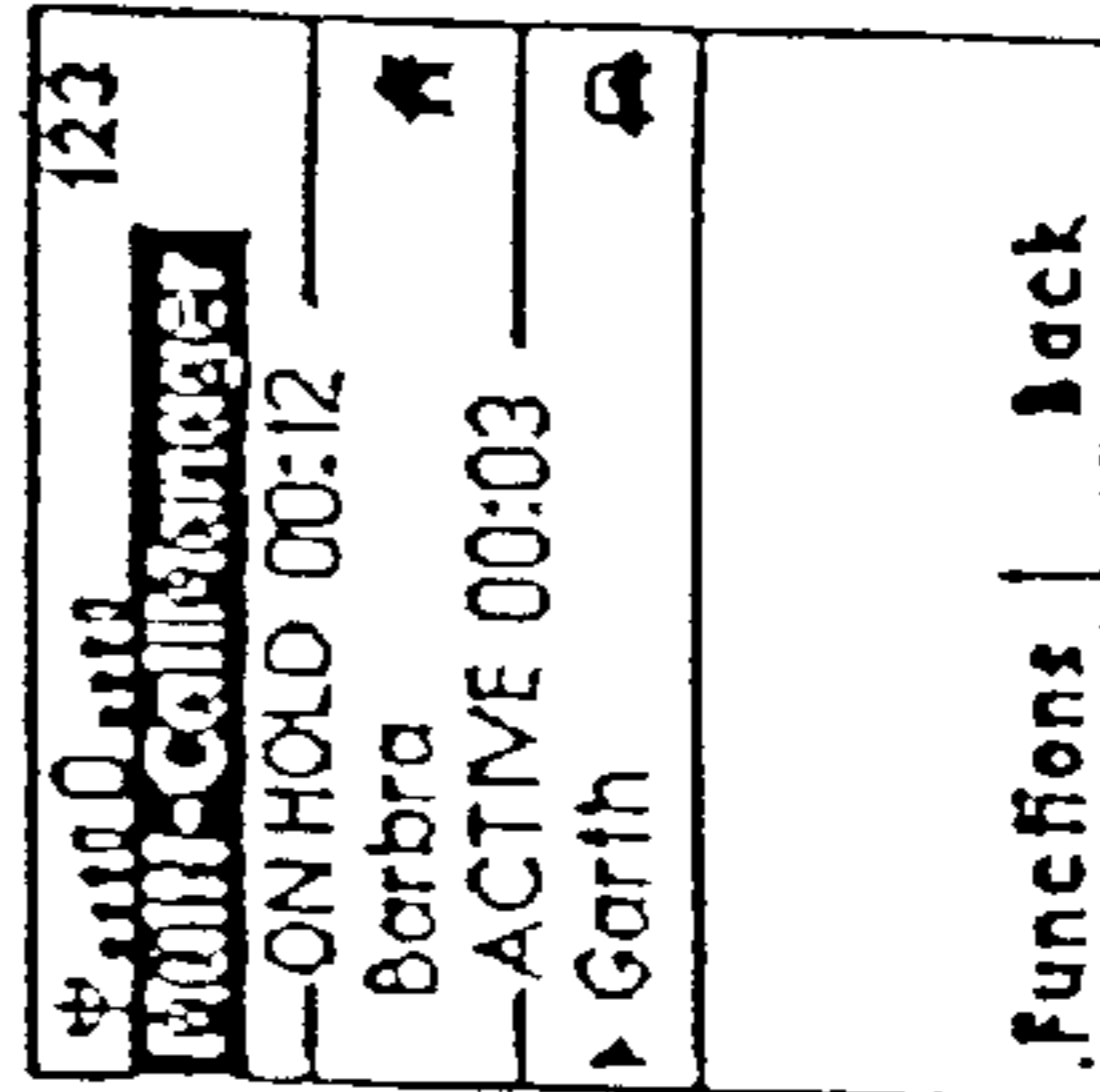 123
Multi-Call Manager
ON HOLD 00:12
Barbra
ACTIVE 00:03
Garth
Functions Back